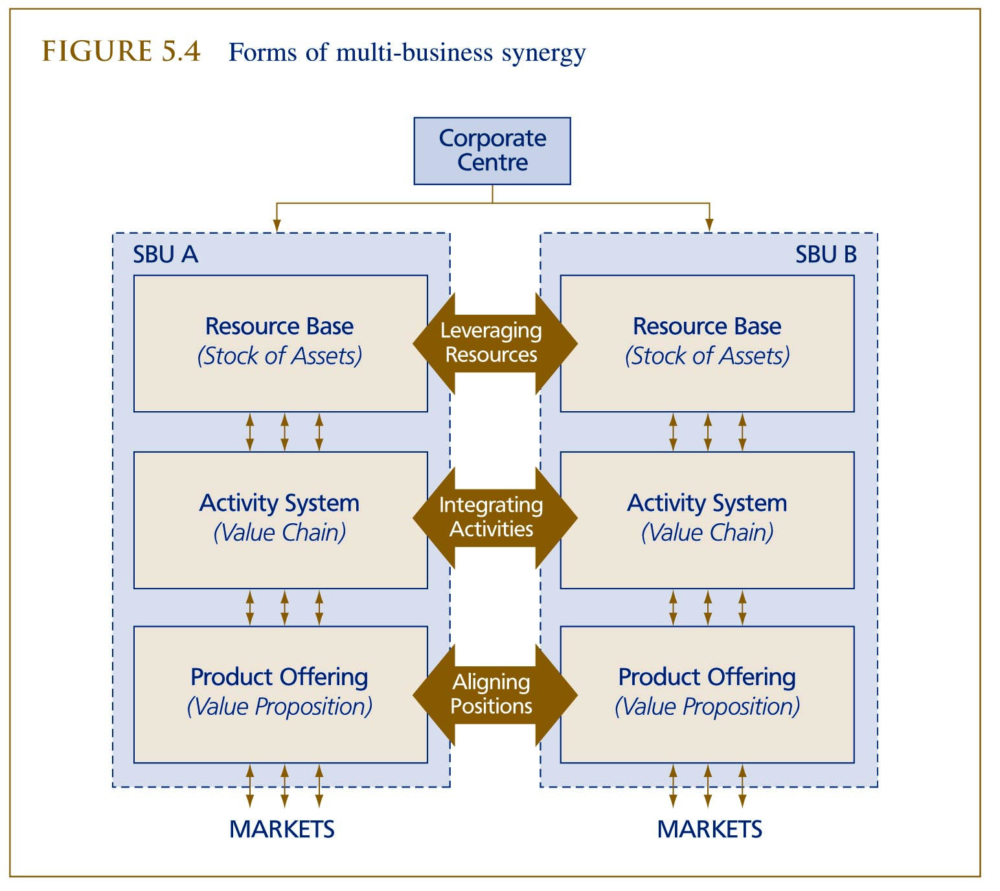 FIGURE 5.4 Forms of multi-business synergy
Corporate
Centre
SBU A
SBU B
Resource Base
(Stock of Assets)
Leveraging
Resources
Resource Base
(Stock of Assets)
Activity System
(Value Chain)
Integrating
Activities
Activity System
(Value Chain)
Product Offering
(Value Proposition)
Aligning
Positions
Product Offering
(Value Proposition)
MARKETS
MARKETS